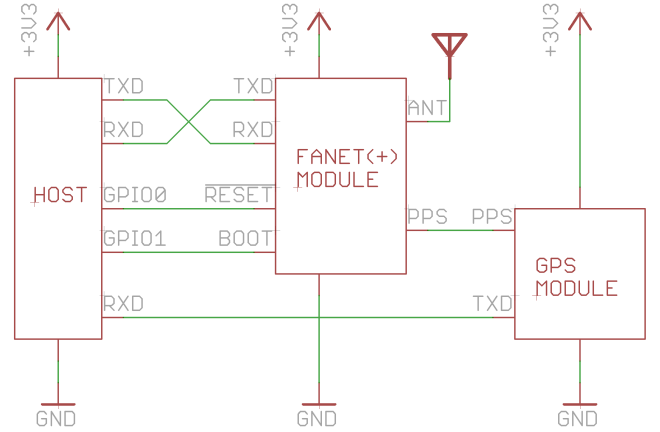 +3V3
+3V3
+3V3
TXD
TXD
ANT
RXD
RXD
FANET(+)
MODULE
HOST
GPIO0
RESET
PPS
PPS
GPIO1
BOOT
GPS
MODULE
RXD
TXD
GND
GND
GND